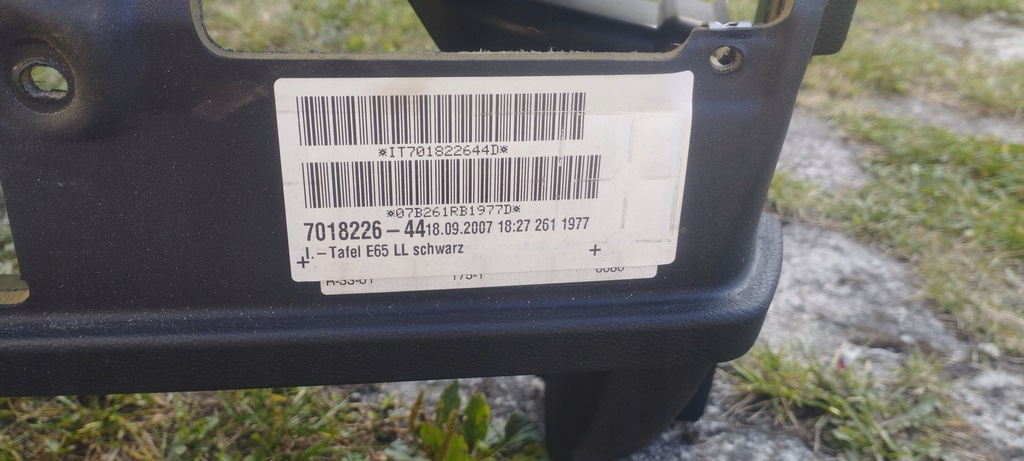 *IT701822644D*
*07B261RB1977D*
7018226-44 18.09.2007 18:27 261 1977
I.-Tafel E65 LL schwarz